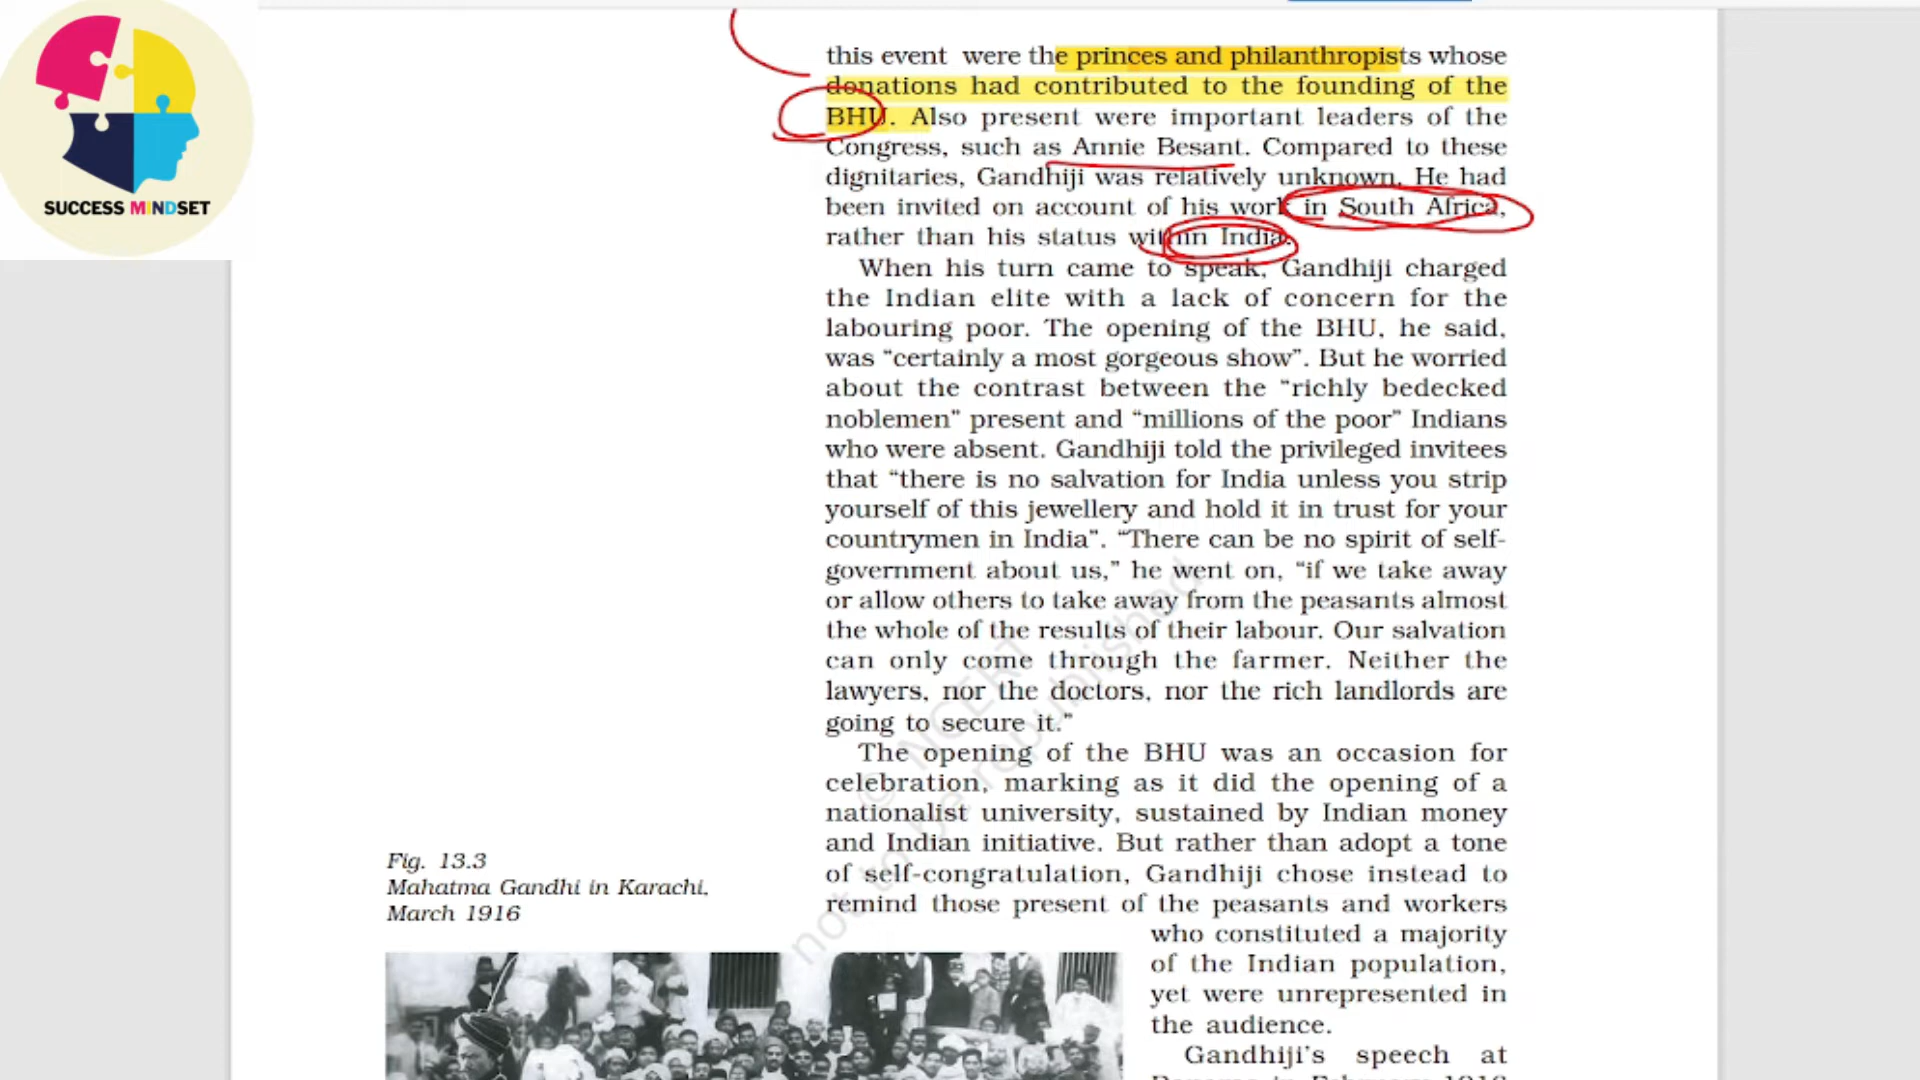 SUCCESS MINDSET
this event were the princes and philanthropists whose
donations had contributed to the founding of the
BHU. Also present were important leaders of the
Congress, such as Annie Besant. Compared to these
dignitaries, Gandhiji was relatively unknown. He had
been invited on account of his work in South Africa,
rather than his status within India.
When his turn came to speak, Gandhiji charged
the Indian elite with a lack of concern for the
labouring poor. The opening of the BHU, he said,
was “certainly a most gorgeous show”. But he worried
about the contrast between the “richly bedecked
noblemen” present and “millions of the poor” Indians
who were absent. Gandhiji told the privileged invitees
that “there is no salvation for India unless you strip
yourself of this jewellery and hold it in trust for your
countrymen in India”. “There can be no spirit of self-
government about us,” he went on, “if we take away
or allow others to take away from the peasants almost
the whole of the results of their labour. Our salvation
can only come through the farmer. Neither the
lawyers, nor the doctors, nor the rich landlords are
going to secure it.”
The opening of the BHU was an occasion for
celebration, marking as it did the opening of a
nationalist university, sustained by Indian money
and Indian initiative. But rather than adopt a tone
of self-congratulation, Gandhiji chose instead to
remind those present of the peasants and workers
who constituted a majority
of the Indian population,
yet were unrepresented in
the audience.
Gandhiji’s speech at
Fig. 13.3
Mahatma Gandhi in Karachi,
March 1916
© NCERT
not to be republished